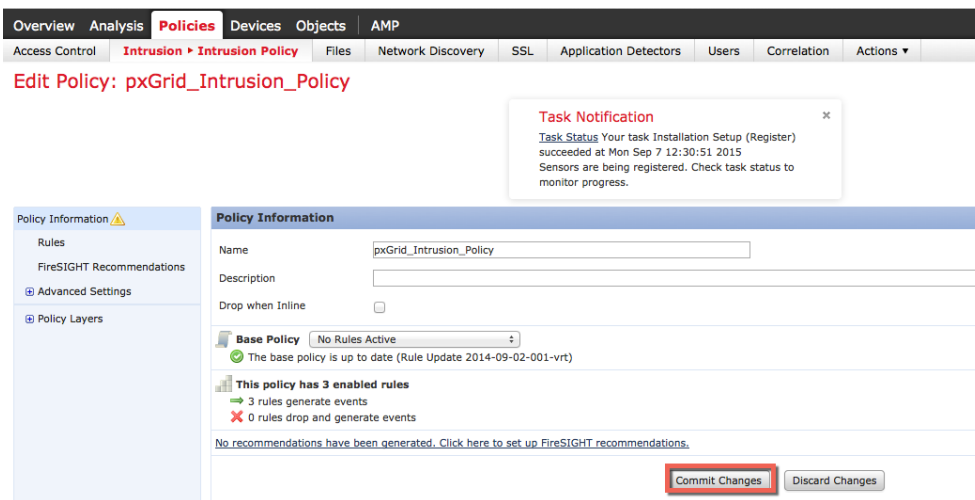 Overview Analysis Policies Devices Objects AMP
Access Control Intrusion ▸ Intrusion Policy Files Network Discovery SSL Application Detectors Users Correlation Actions ▾
Edit Policy: pxGrid_Intrusion_Policy
Task Notification ×
Task Status Your task Installation Setup (Register)
succeeded at Mon Sep 7 12:30:51 2015
Sensors are being registered. Check task status to
monitor progress.
Policy Information
Rules
FireSIGHT Recommendations
Advanced Settings
Policy Layers
Policy Information
Name pxGrid_Intrusion_Policy
Description
Drop when Inline
Base Policy No Rules Active
The base policy is up to date (Rule Update 2014-09-02-001-vrt)
This policy has 3 enabled rules
3 rules generate events
0 rules drop and generate events
No recommendations have been generated. Click here to set up FireSIGHT recommendations.
Commit Changes Discard Changes